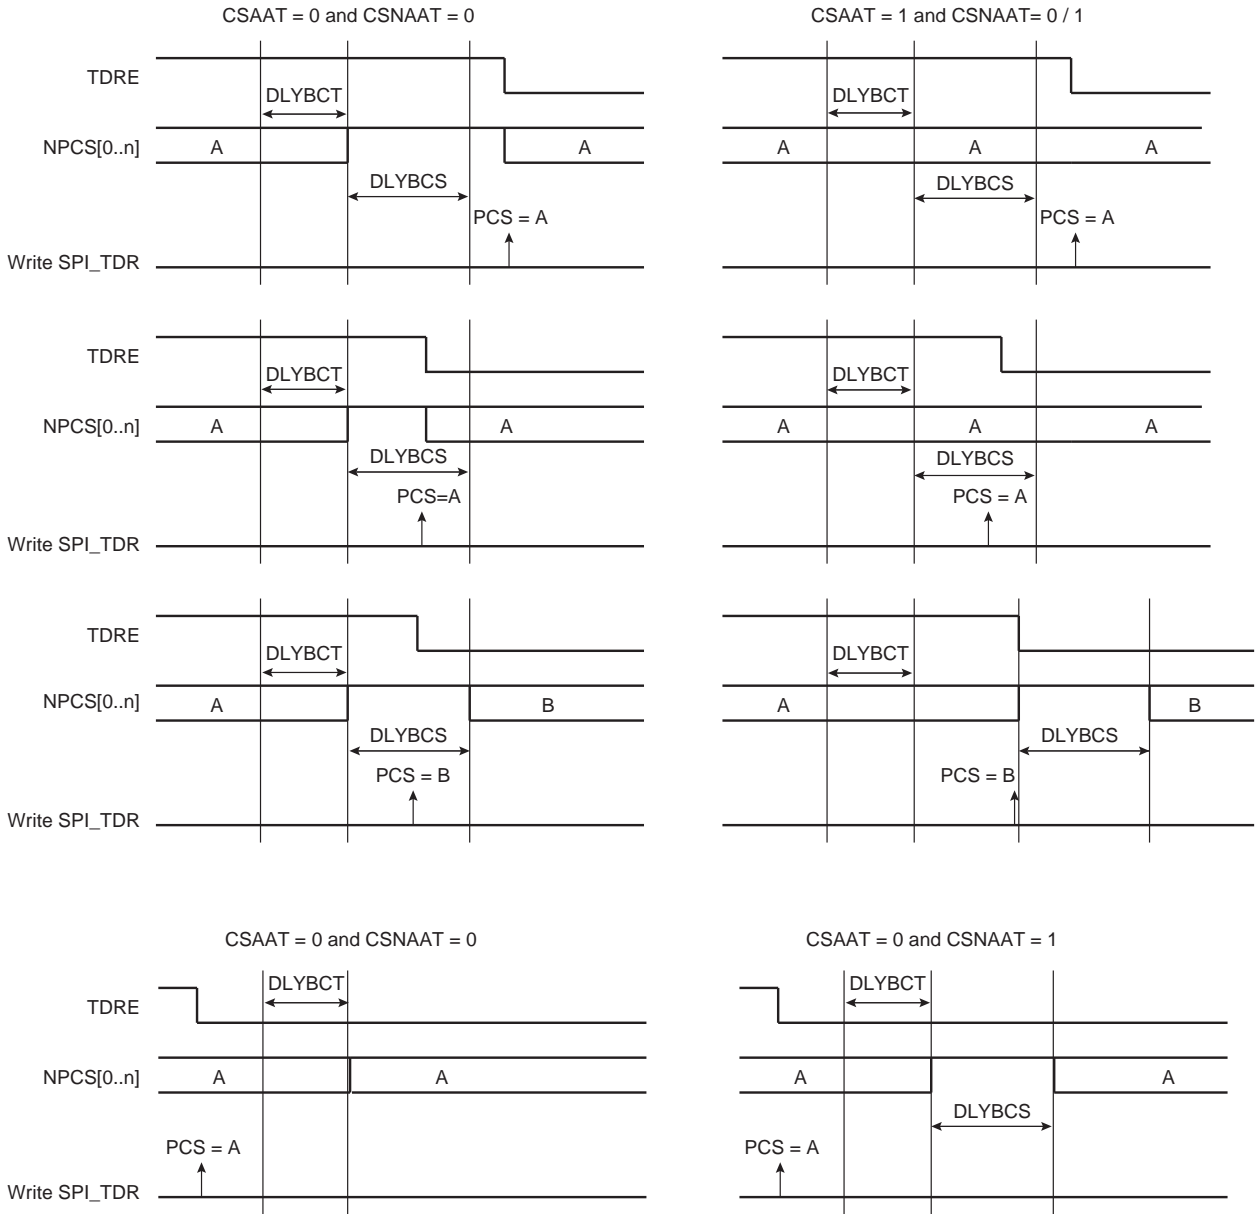 CSAAT = 0 and CSNAAT = 0
CSAAT = 1 and CSNAAT= 0 / 1
TDRE
DLYBCT
DLYBCT
NPCS[0..n]
A
A
A
A
A
DLYBCS
DLYBCS
PCS = A
PCS = A
Write SPI_TDR
TDRE
DLYBCT
DLYBCT
NPCS[0..n]
A
A
A
A
A
DLYBCS
DLYBCS
PCS=A
PCS = A
Write SPI_TDR
TDRE
DLYBCT
DLYBCT
NPCS[0..n]
A
B
A
B
DLYBCS
DLYBCS
PCS = B
PCS = B
Write SPI_TDR
CSAAT = 0 and CSNAAT = 0
CSAAT = 0 and CSNAAT = 1
DLYBCT
DLYBCT
TDRE
NPCS[0..n]
A
A
A
A
DLYBCS
PCS = A
PCS = A
Write SPI_TDR